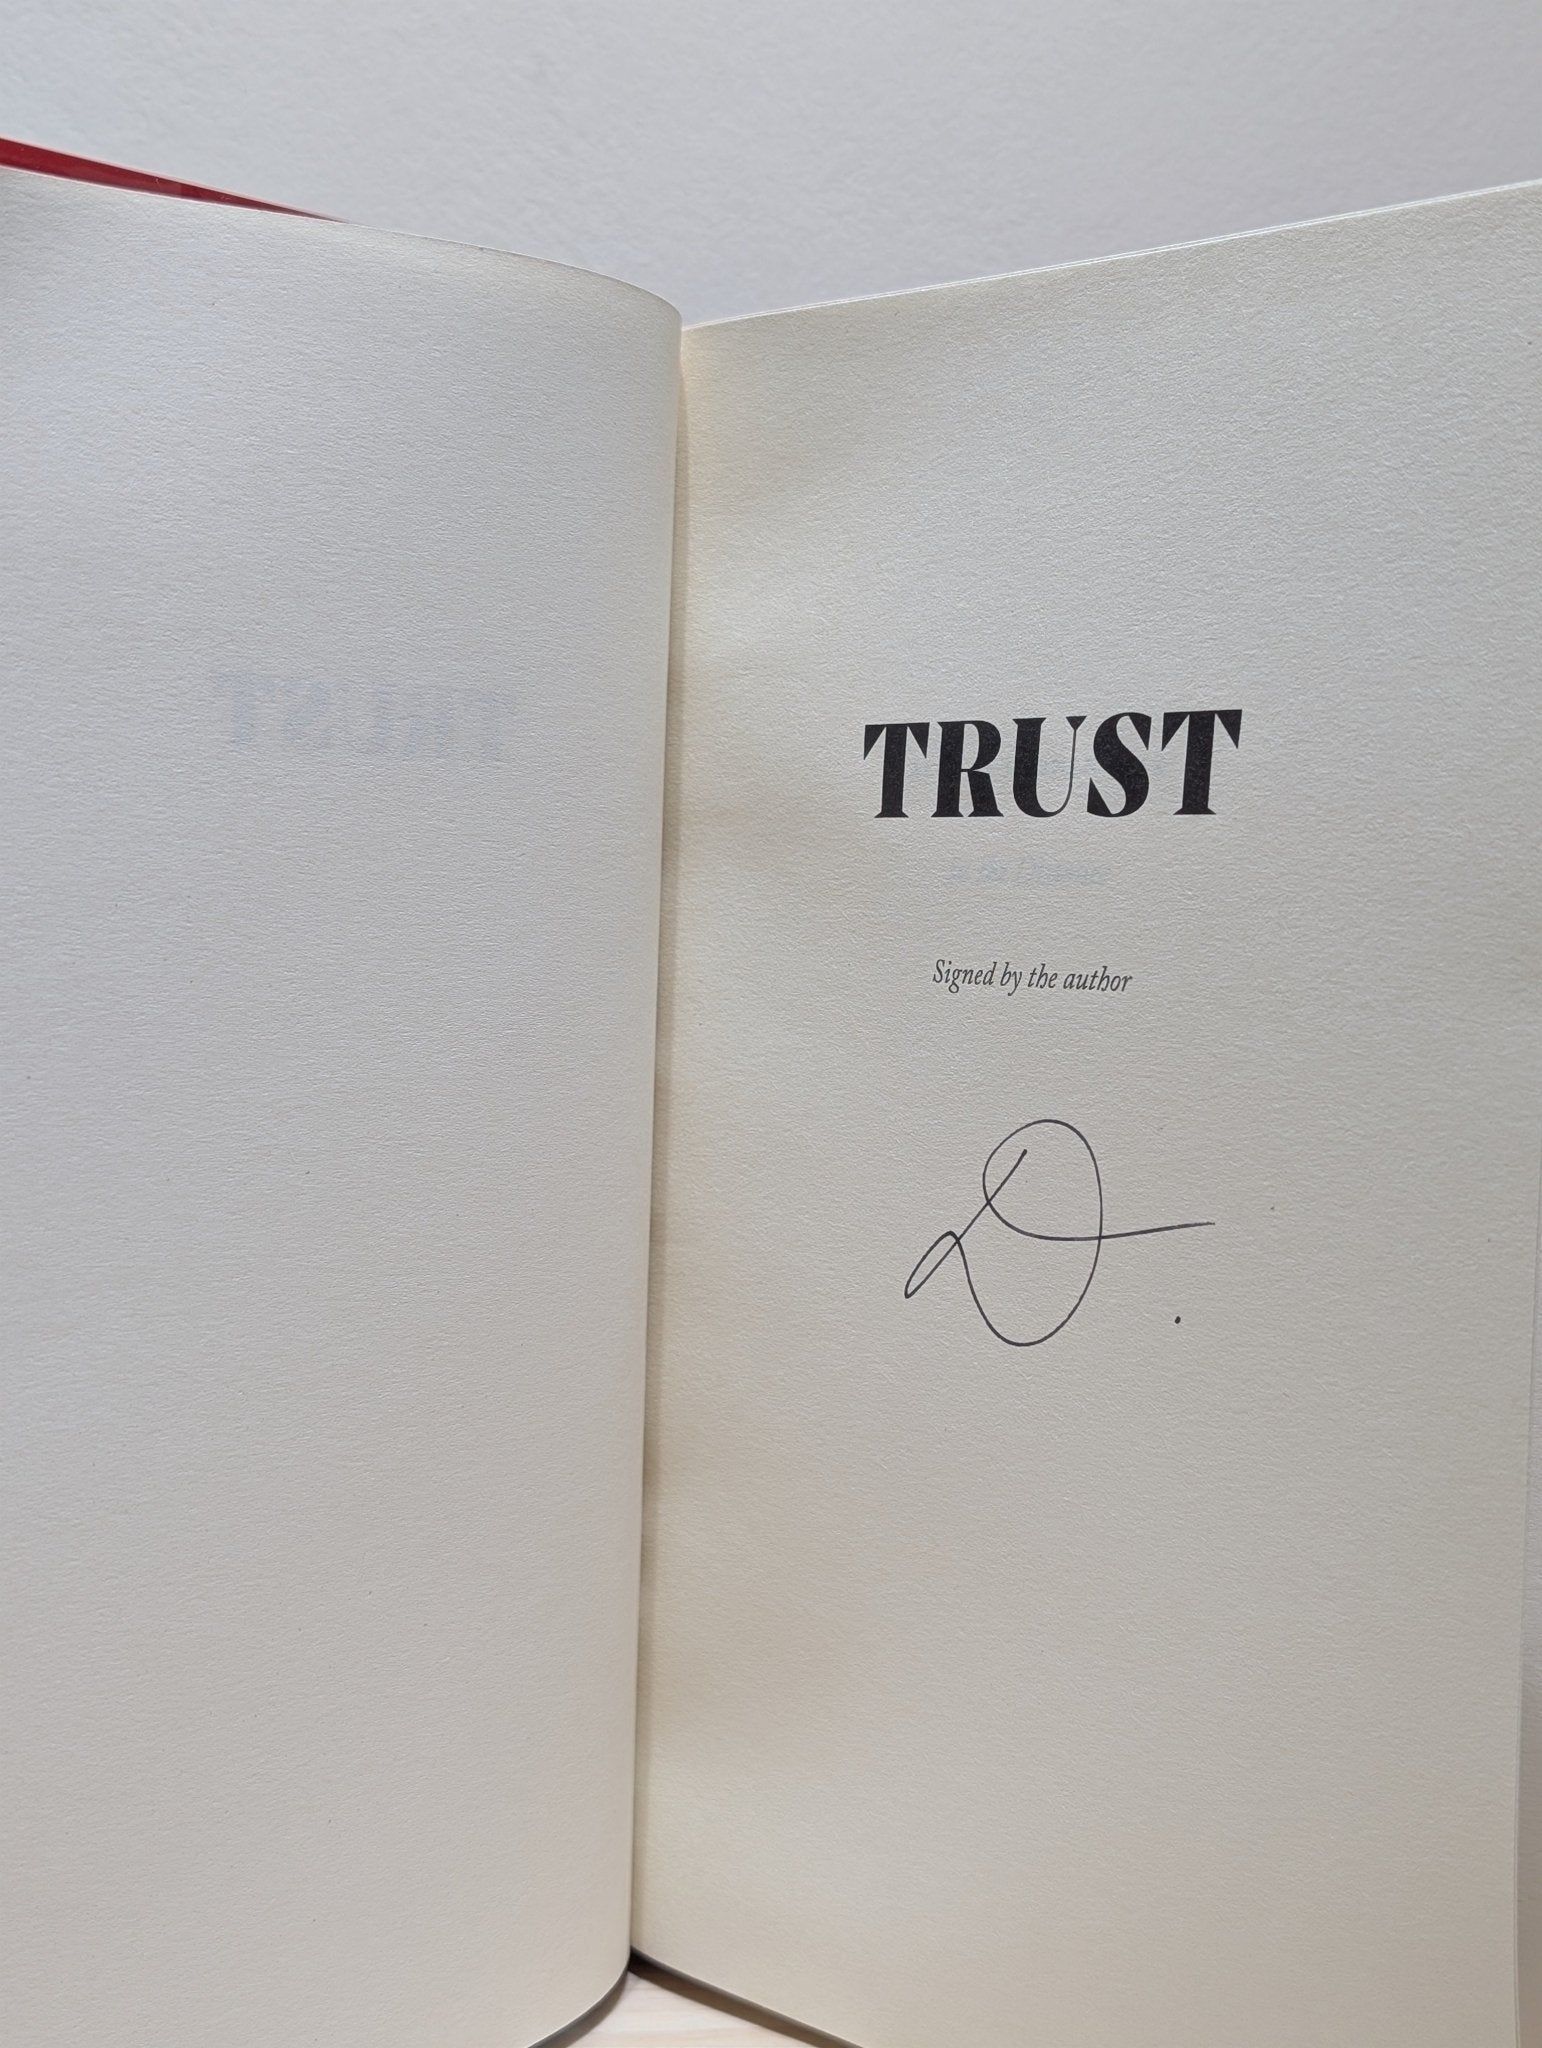 TRUST
Signed by the author
D.